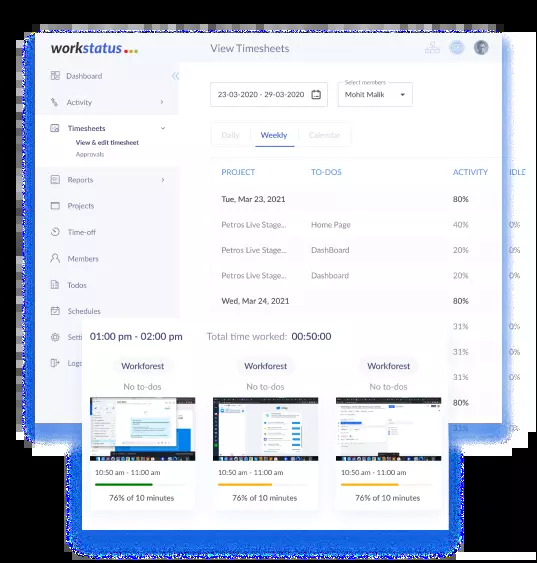 workstatus
View Timesheets
Dashboard
Activity
Timesheets
View & edit timesheet
Approvals
Reports
Projects
Time-off
Members
Todos
Schedules
23-03-2020 - 29-03-2020
Select members
Mohit Malik
Daily
Weekly
Calendar
PROJECT TO-DOS ACTIVITY IDLE
Tue, Mar 23, 2021 80%
Petros Live Stage... Home Page 40% 0%
Petros Live Stage... DashBoard 20% 0%
Petros Live Stage... Dashboard 20% 0%
Wed, Mar 24, 2021 80%
31%
31%
31%
80%
31%
01:00 pm - 02:00 pm Total time worked: 00:50:00
Workforest Workforest Workforest
No to-dos No to-dos No to-dos
10:50 am - 11:00 am 10:50 am - 11:00 am 10:50 am - 11:00 am
76% of 10 minutes 76% of 10 minutes 76% of 10 minutes